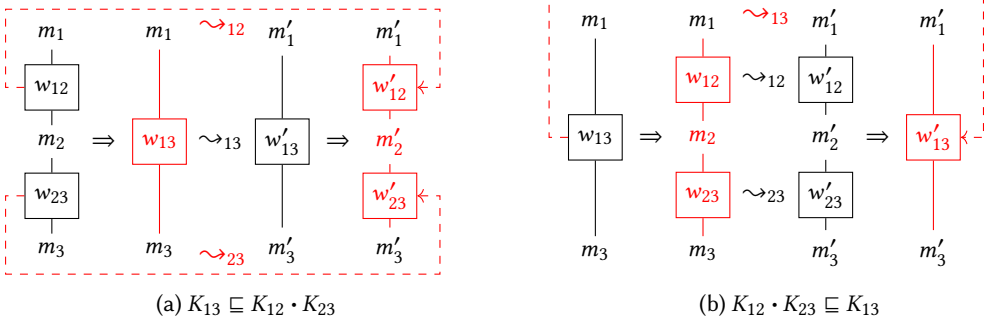 m₁ m₁ ⇝₁₂ m′₁ m′₁
w₁₂ w′₁₂
m₂ ⇒ w₁₃ ⇝₁₃ w′₁₃ ⇒ m′₂
w₂₃ w′₂₃
m₃ m₃ ⇝₂₃ m′₃ m′₃
(a) K₁₃ ⊑ K₁₂ • K₂₃
m₁ m₁ ⇝₁₃ m′₁ m′₁
w₁₂ ⇝₁₂ w′₁₂
w₁₃ ⇒ m₂ m′₂ ⇒ w′₁₃
w₂₃ ⇝₂₃ w′₂₃
m₃ m₃ m′₃ m′₃
(b) K₁₂ • K₂₃ ⊑ K₁₃